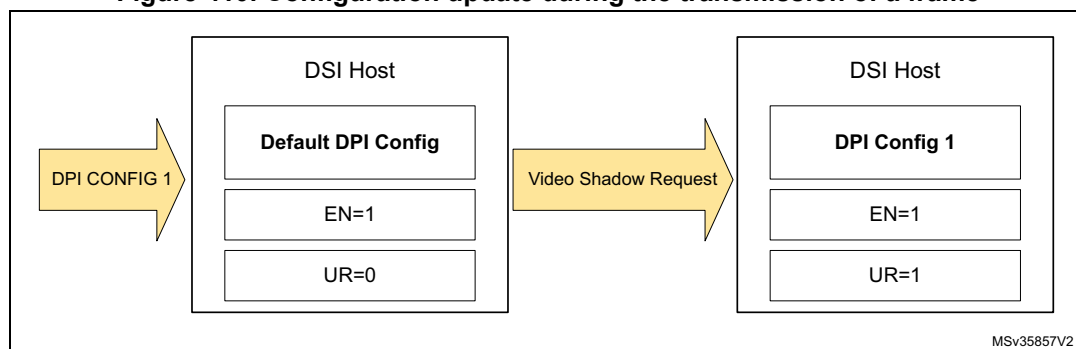 Figure Configuration update during the transmission of a frame
DSI Host
DSI Host
Default DPI Config
DPI Config 1
DPI CONFIG 1
Video Shadow Request
EN=1
EN=1
UR=0
UR=1
MSv35857V2